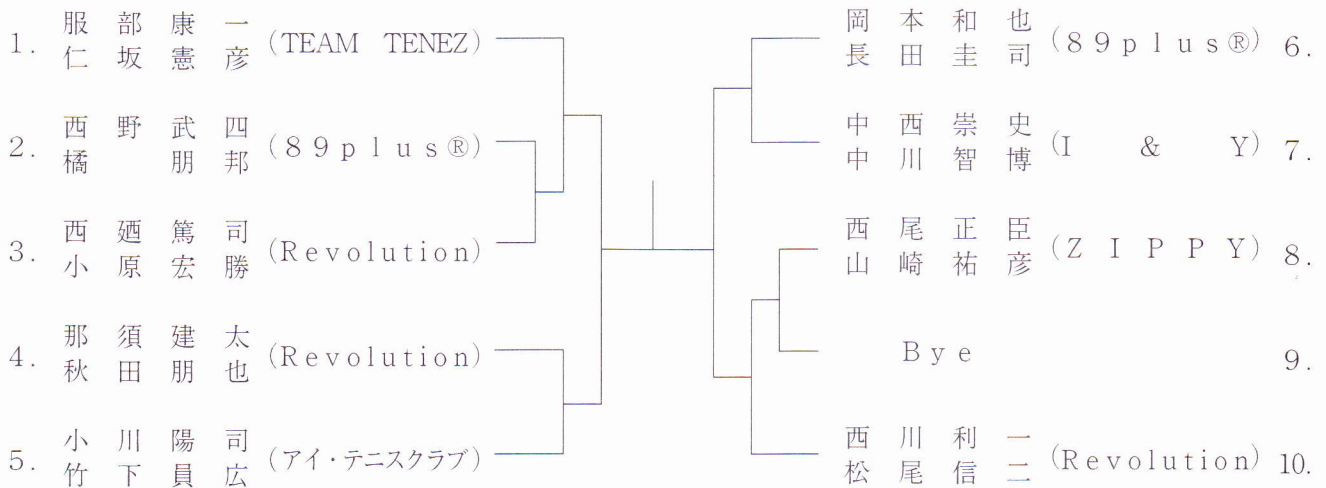 1. 服部康一 (TEAM TENEZ)
仁坂憲彦
2. 西野武四 (89plus®)
橘朋邦
3. 西廼篤司 (Revolution)
小原宏勝
4. 那須建太 (Revolution)
秋田朋也
5. 小川陽司 (アイ・テニスクラブ)
竹下員広
岡本和也 (89plus®) 6.
長田圭司
中西崇史 (I & Y) 7.
中川智博
西尾正臣 (ZIPPY) 8.
山崎祐彦
Bye 9.
西川利一 (Revolution) 10.
松尾信二